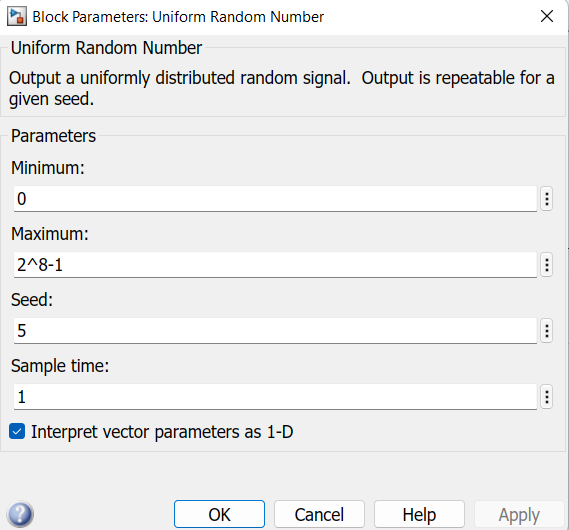 Block Parameters: Uniform Random Number
Uniform Random Number
Output a uniformly distributed random signal.  Output is repeatable for a
given seed.
Parameters
Minimum:
0
Maximum:
2^8-1
Seed:
5
Sample time:
1
Interpret vector parameters as 1-D
? OK Cancel Help Apply